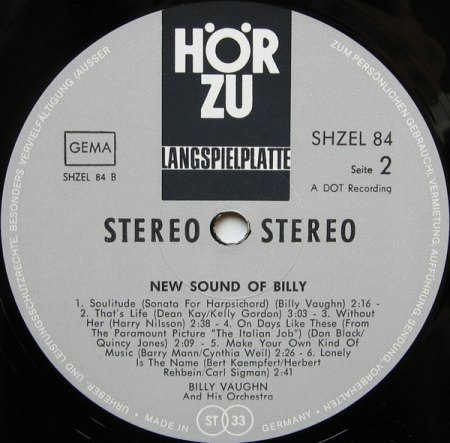 HÖR
ZU
LANGSPIELPLATTE
GEMA
SHZEL 84 B
SHZEL 84
Seite 2
A DOT Recording
STEREO STEREO
NEW SOUND OF BILLY
1. Soulitude (Sonata For Harpsichord) (Billy Vaughn) 2:16 -
2. That's Life (Dean Kay/Kelly Gordon) 3:03 - 3. Without
Her (Harry Nilsson) 2:38 - 4. On Days Like These (From
The Paramount Picture "The Italian Job") (Don Black/
Quincy Jones) 2:09 - 5. Make Your Own Kind Of
Music (Barry Mann/Cynthia Weil) 2:26 - 6. Lonely
Is The Name (Bert Kaempfert/Herbert
Rehbein/Carl Sigman) 2:41
BILLY VAUGHN
And His Orchestra
URHEBER- UND LEISTUNGSSCHUTZRECHTE, BESONDERS VERVIELFÄLTIGUNG (AUSSER
ZUM PERSÖNLICHEN GEBRAUCH), VERMIETUNG, AUFFÜHRUNG, SENDUNG VORBEHALTEN
MADE IN ST 33 GERMANY